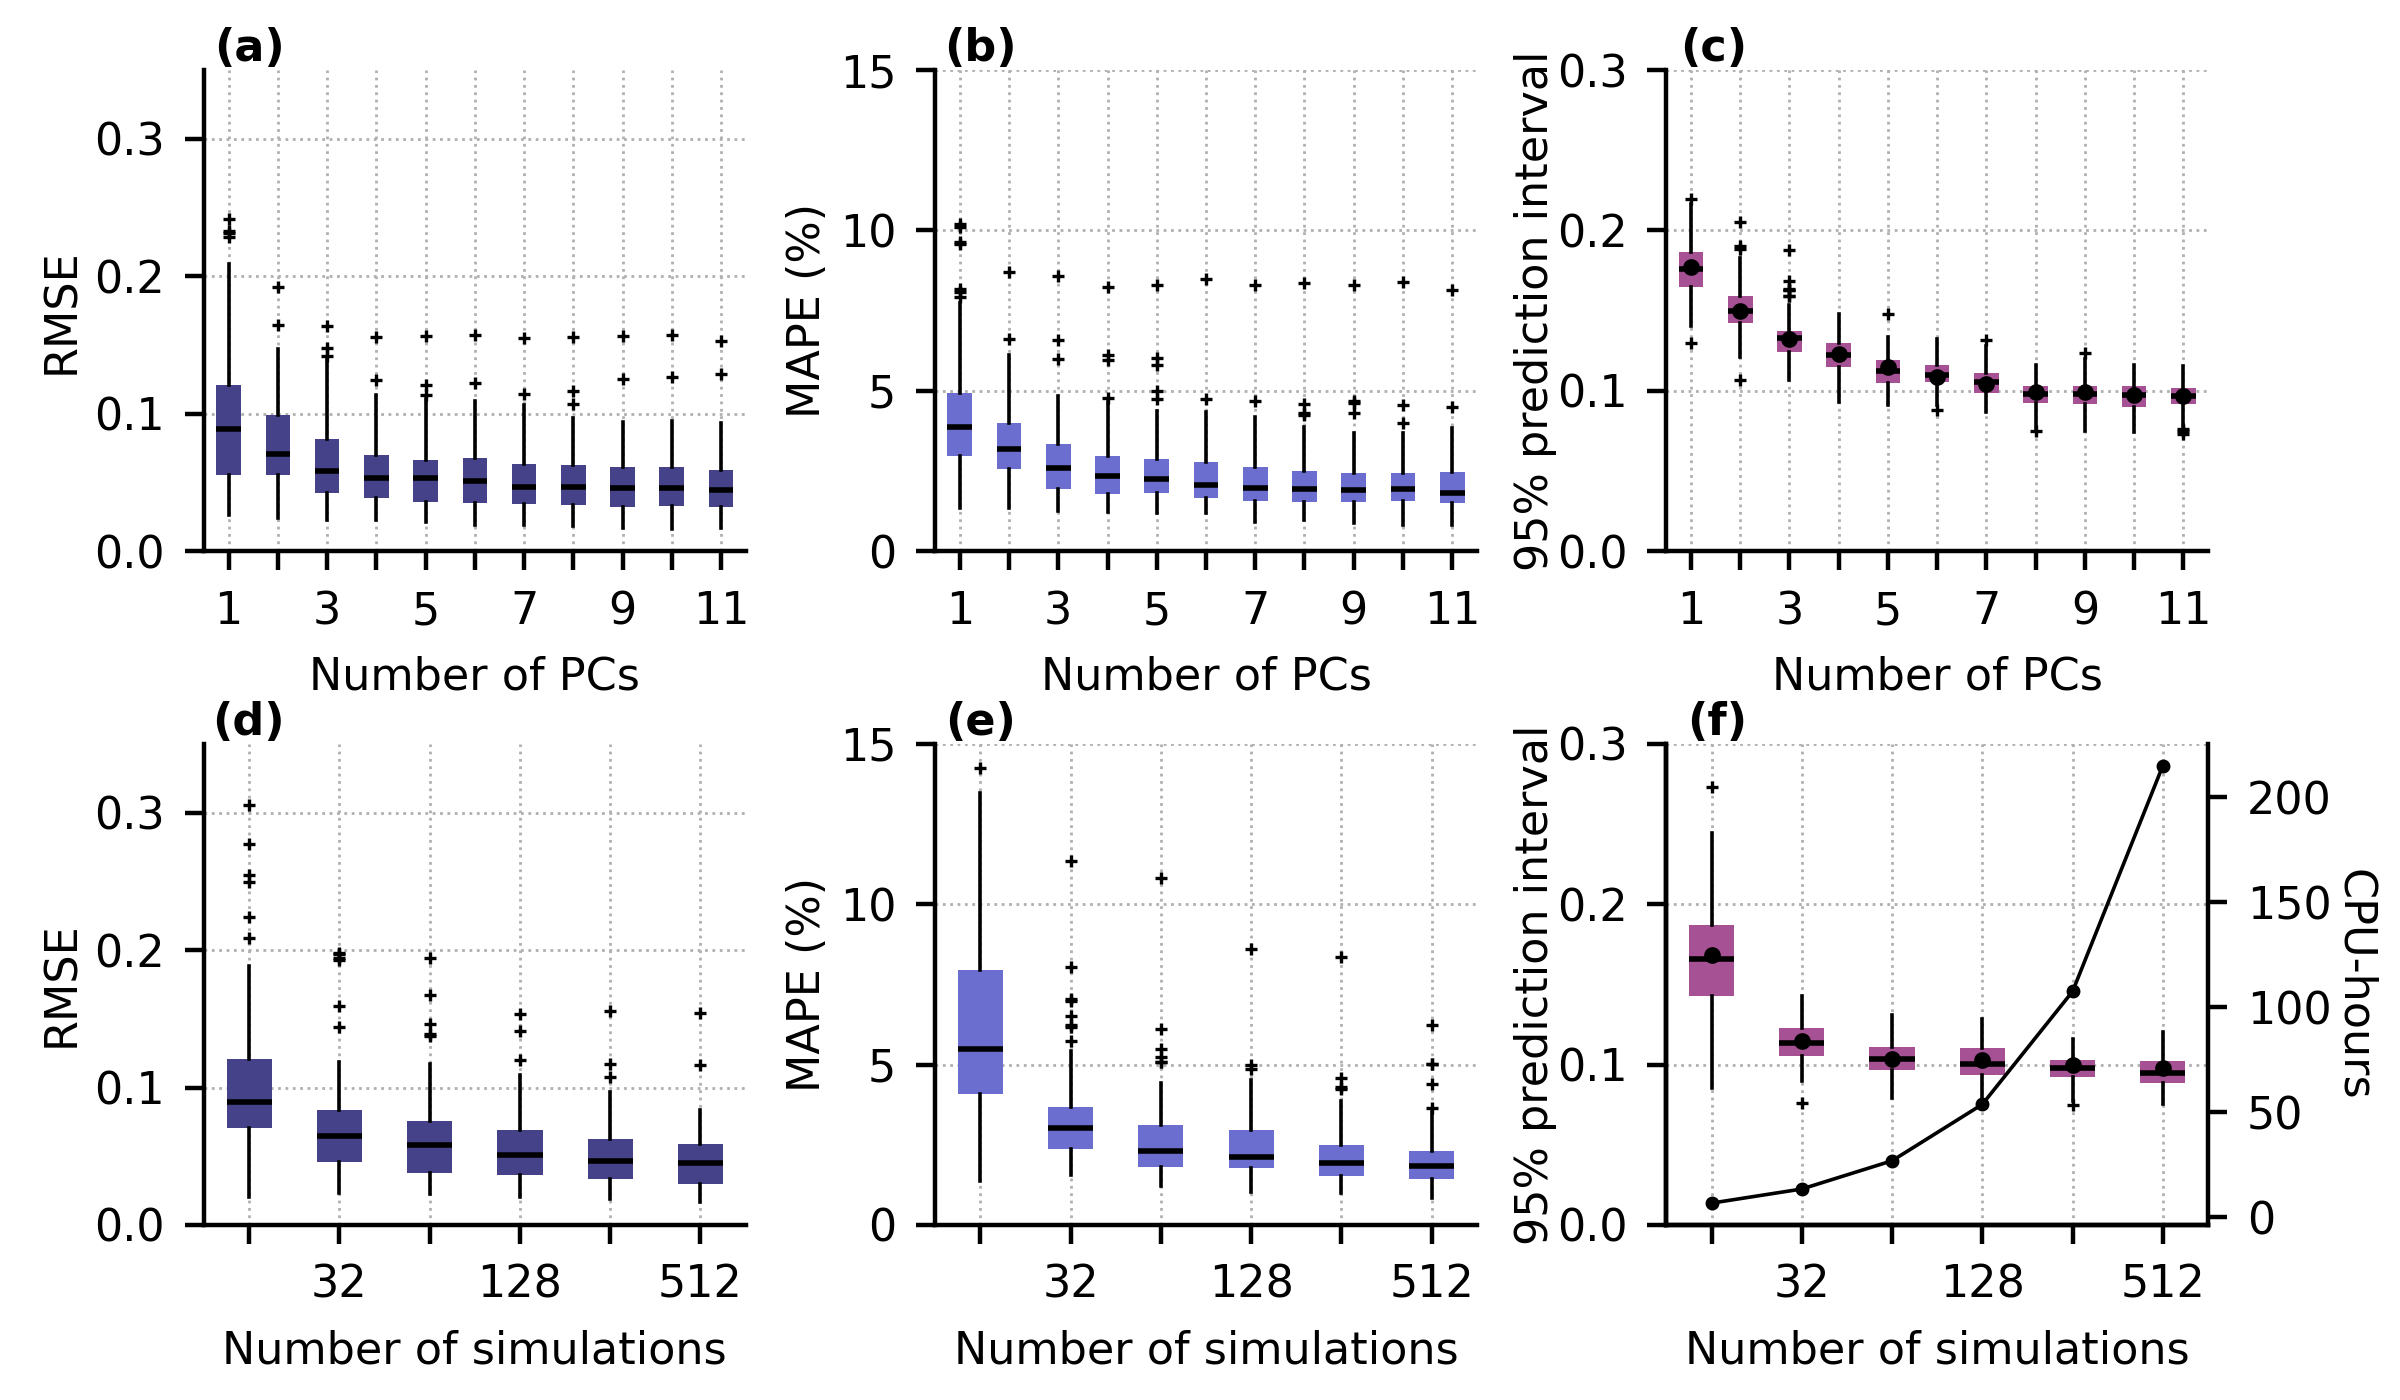 (a)
RMSE
0.3
0.2
0.1
0.0
1 3 5 7 9 11
Number of PCs
(b)
MAPE (%)
15
10
5
0
1 3 5 7 9 11
Number of PCs
(c)
95% prediction interval
0.3
0.2
0.1
0.0
1 3 5 7 9 11
Number of PCs
(d)
RMSE
0.3
0.2
0.1
0.0
32 128 512
Number of simulations
(e)
MAPE (%)
15
10
5
0
32 128 512
Number of simulations
(f)
95% prediction interval
0.3
0.2
0.1
0.0
32 128 512
Number of simulations
200
150
100
50
0
CPU-hours